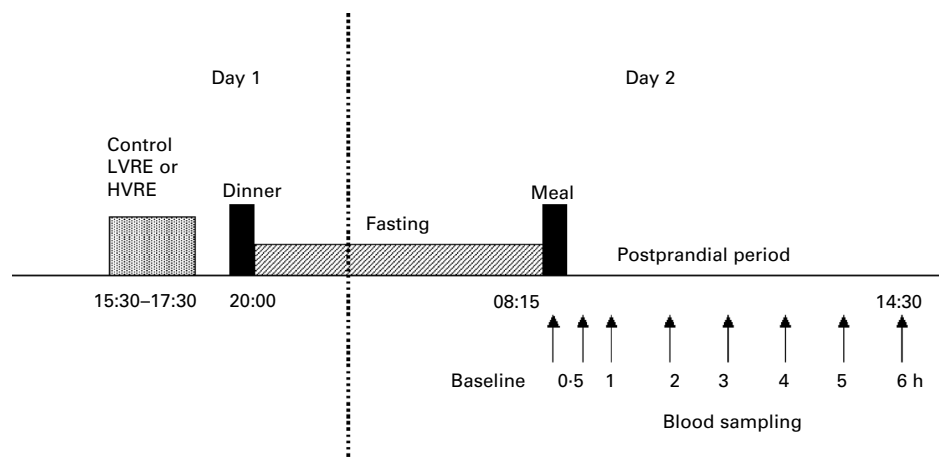 Day 1
Day 2
Control
LVRE or
HVRE
Dinner
Meal
Fasting
Postprandial period
15:30–17:30
20:00
08:15
14:30
Baseline
0·5
1
2
3
4
5
6 h
Blood sampling